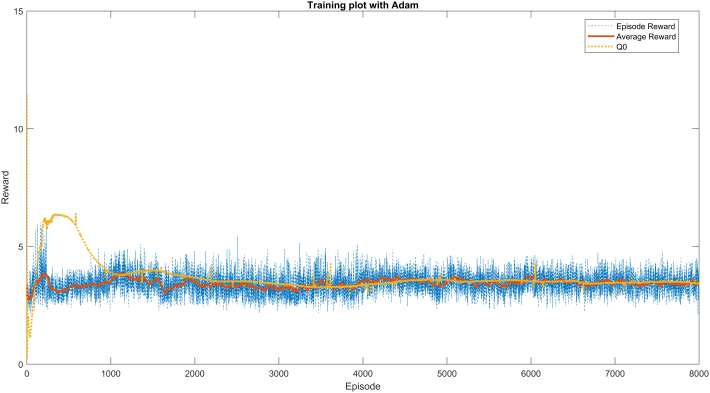 Training plot with Adam
15
10
5
0
Reward
Episode Reward
Average Reward
Q0
0
1000
2000
3000
4000
5000
6000
7000
8000
Episode